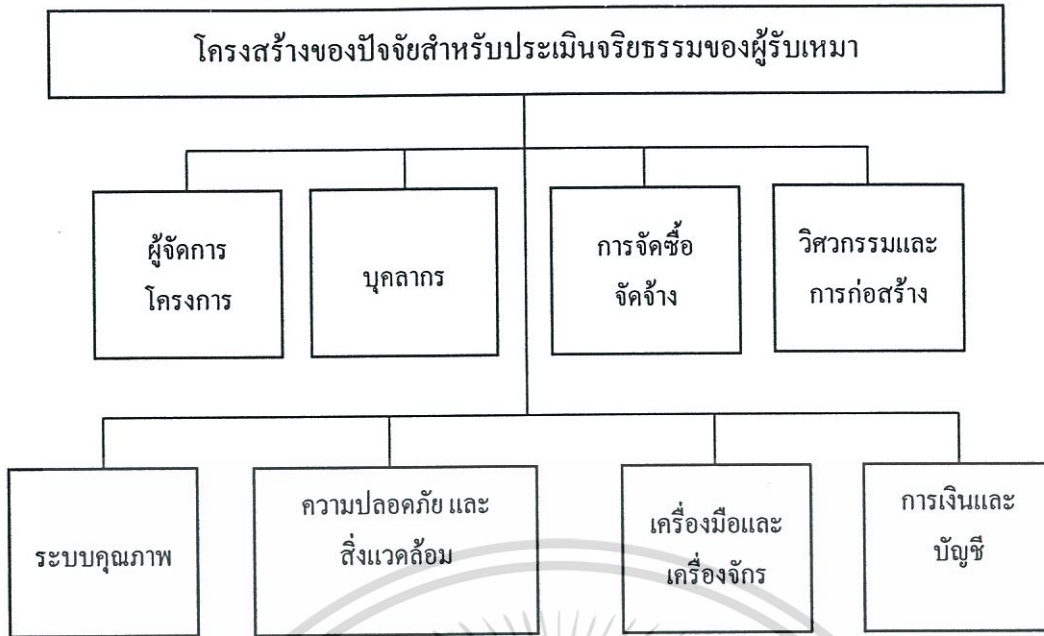 โครงสร้างของปัจจัยสำหรับประเมินจริยธรรมของผู้รับเหมา
ผู้จัดการ
โครงการ
บุคลากร
การจัดซื้อ
จัดจ้าง
วิศวกรรมและ
การก่อสร้าง
ระบบคุณภาพ
ความปลอดภัย และ
สิ่งแวดล้อม
เครื่องมือและ
เครื่องจักร
การเงินและ
บัญชี